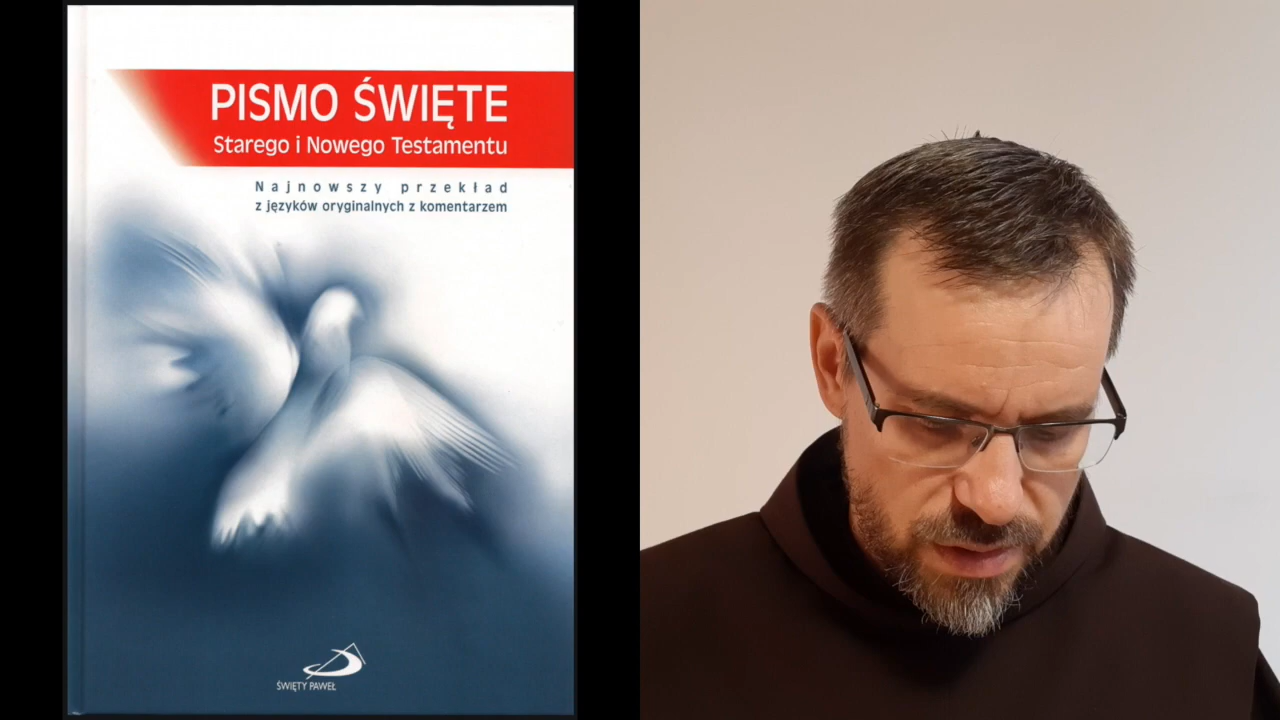 PISMO ŚWIĘTE
Starego i Nowego Testamentu
Najnowszy przekład
z języków oryginalnych z komentarzem
ŚWIĘTY PAWEŁ